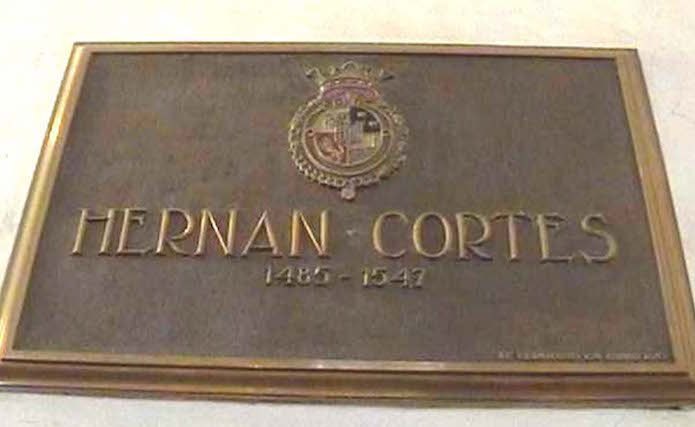 HERNAN CORTES
1485 - 1547